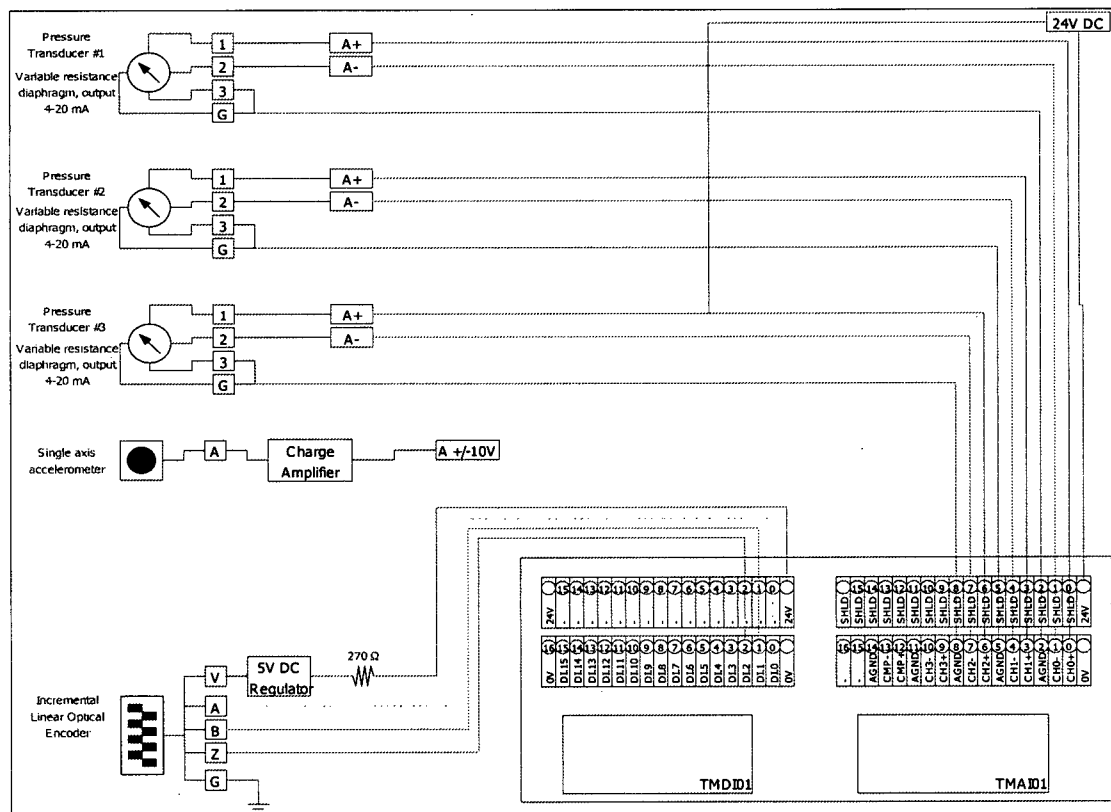 24V DC
Pressure
Transducer #1
Variable resistance
diaphragm, output
4-20 mA
1
2
3
G
A+
A-
Pressure
Transducer #2
Variable resistance
diaphragm, output
4-20 mA
1
2
3
G
A+
A-
Pressure
Transducer #3
Variable resistance
diaphragm, output
4-20 mA
1
2
3
G
A+
A-
Single axis
accelerometer
A
Charge
Amplifier
A +/-10V
Incremental
Linear Optical
Encoder
V
A
B
Z
G
5V DC
Regulator
270 Ω
15 14 13 12 11 10 9 8 7 6 5 4 3 2 1 0
24V - - - - - - - - - - - - - - - - 24V
16 15 14 13 12 11 10 9 8 7 6 5 4 3 2 1 0
0V DI.15 DI.14 DI.13 DI.12 DI.11 DI.10 DI.9 DI.8 DI.7 DI.6 DI.5 DI.4 DI.3 DI.2 DI.1 DI.0 0V
TMDI01
15 14 13 12 11 10 9 8 7 6 5 4 3 2 1 0
SHLD SHLD SHLD SHLD SHLD SHLD SHLD SHLD SHLD SHLD SHLD SHLD SHLD SHLD SHLD SHLD 24V
16 15 14 13 12 11 10 9 8 7 6 5 4 3 2 1 0
- - AGND CMP- CMP+ AGND CH3- CH3+ AGND CH2- CH2+ AGND CH1- CH1+ AGND CH0- CH0+ 0V
TMAI01